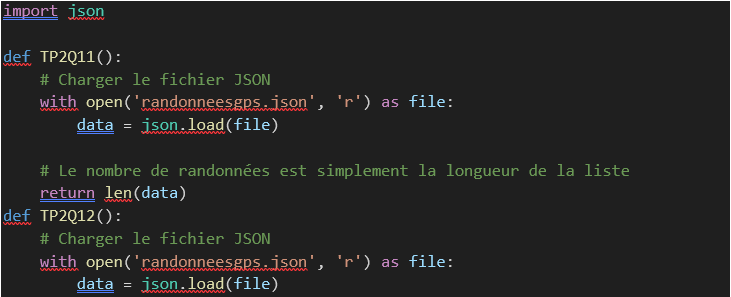 import json
def TP2Q11():
# Charger le fichier JSON
with open('randonneesgps.json', 'r') as file:
data = json.load(file)
# Le nombre de randonnées est simplement la longueur de la liste
return len(data)
def TP2Q12():
# Charger le fichier JSON
with open('randonneesgps.json', 'r') as file:
data = json.load(file)